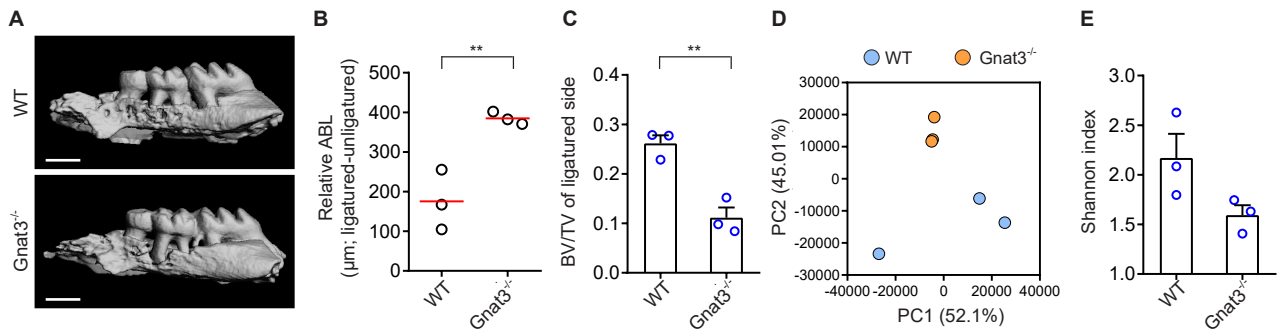 A
WT
Gnat3-/-
B
**
Relative ABL
(μm; ligatured-unligatured)
500
400
300
200
100
0
WT
Gnat3-/-
C
**
BV/TV of ligatured side
0.4
0.3
0.2
0.1
0.0
WT
Gnat3-/-
D
WT
Gnat3-/-
PC2 (45.01%)
30000
20000
10000
0
-10000
-20000
30000
-40000 -20000 0 20000 40000
PC1 (52.1%)
E
Shannon index
3.0
2.5
2.0
1.5
1.0
WT
Gnat3-/-